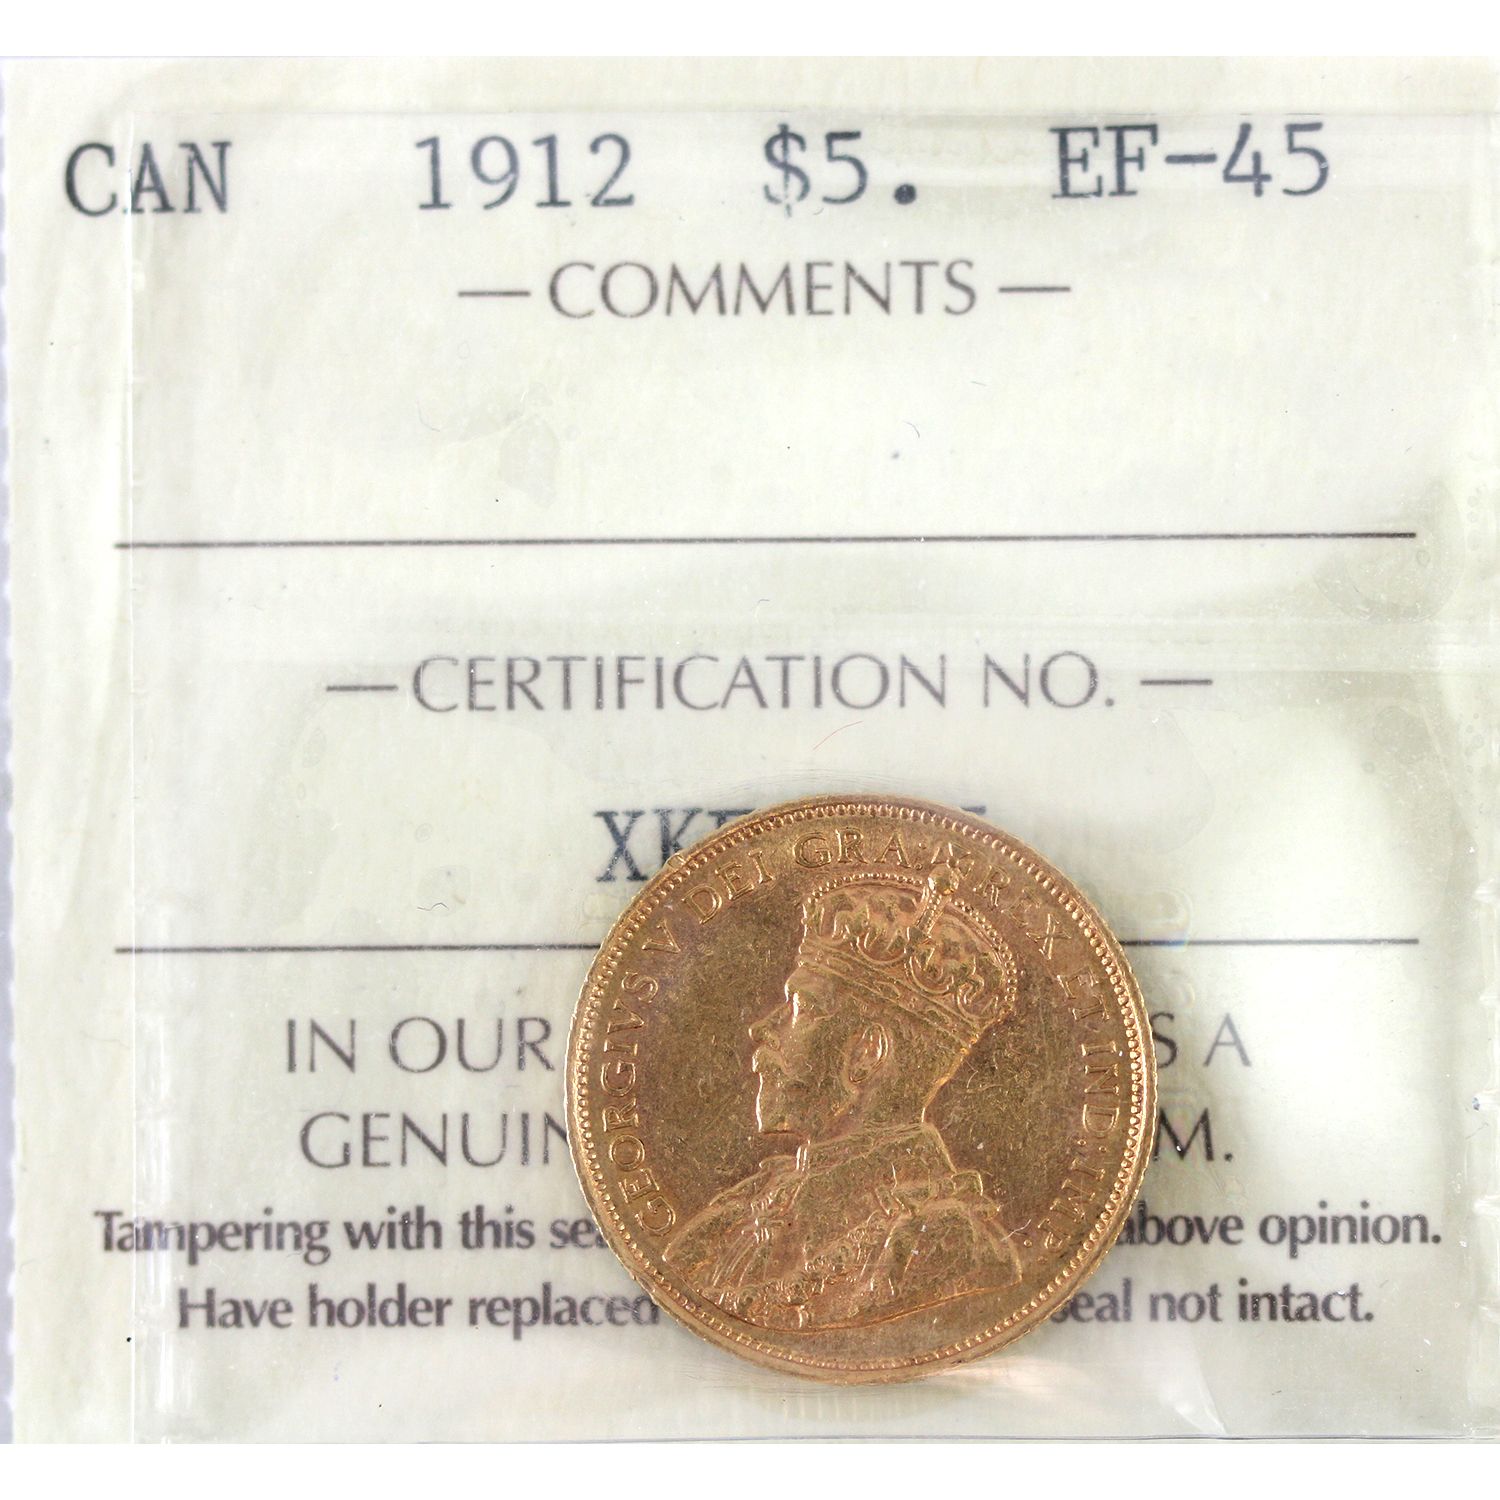 CAN 1912 $5. EF-45
— COMMENTS —
— CERTIFICATION NO. —
XK
IN OUR S A
GENUIN M.
Tampering with this se above opinion.
Have holder replaced seal not intact.
GEORGIVS V DEI GRA: REX ET IND: IMP: